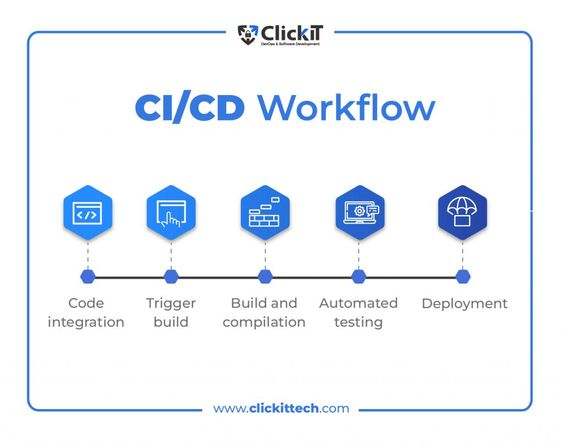 ClickIT
DevOps & Software Development
CI/CD Workflow
</>
Code
integration
Trigger
build
Build and
compilation
Automated
testing
Deployment
www.clickittech.com